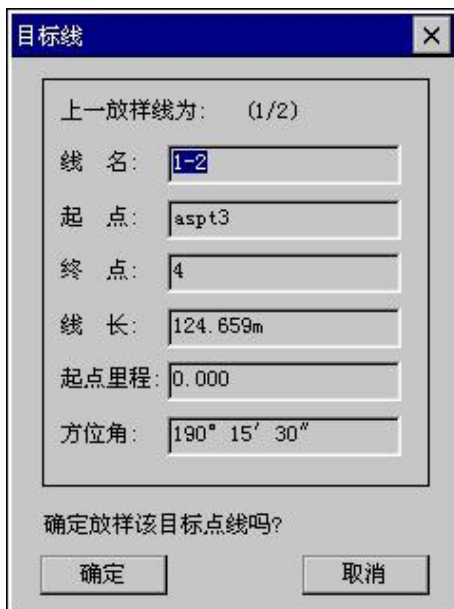 目标线
上一放样线为: (1/2)
线 名: 1-2
起 点: aspt3
终 点: 4
线 长: 124.659m
起点里程: 0.000
方位角: 190° 15′ 30″
确定放样该目标点线吗?
确定 取消